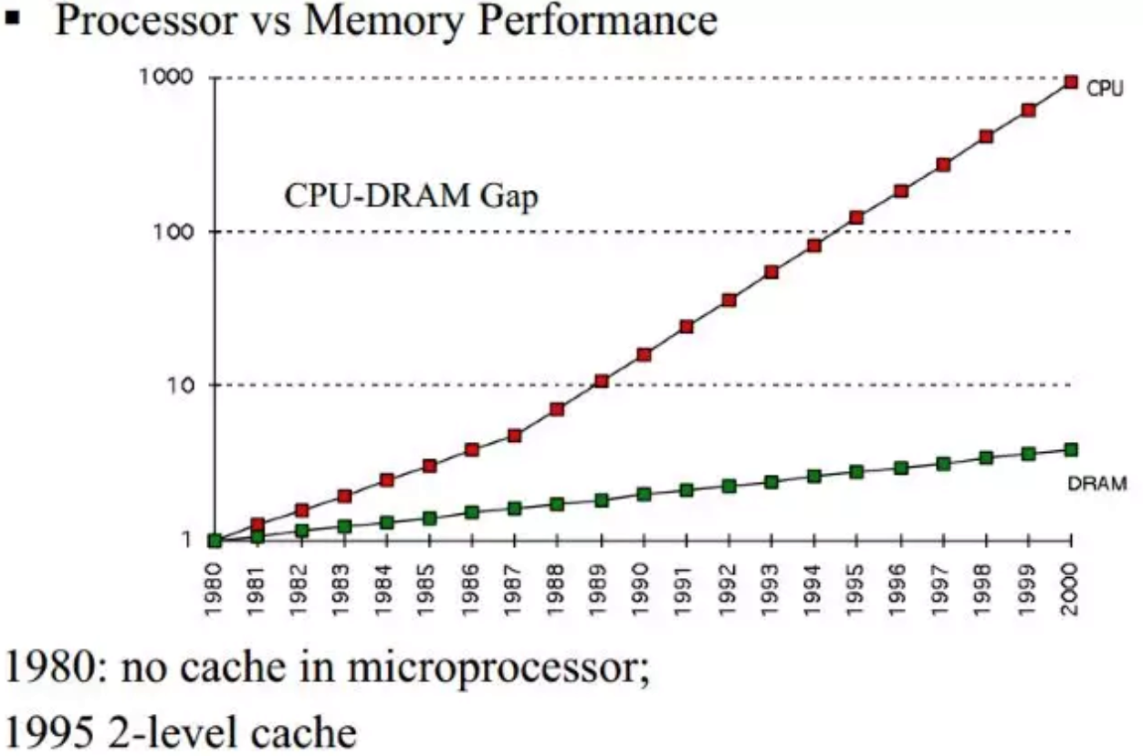 ▪ Processor vs Memory Performance
1000
CPU
CPU-DRAM Gap
100
10
DRAM
1
1980 1981 1982 1983 1984 1985 1986 1987 1988 1989 1990 1991 1992 1993 1994 1995 1996 1997 1998 1999 2000
1980: no cache in microprocessor;
1995 2-level cache